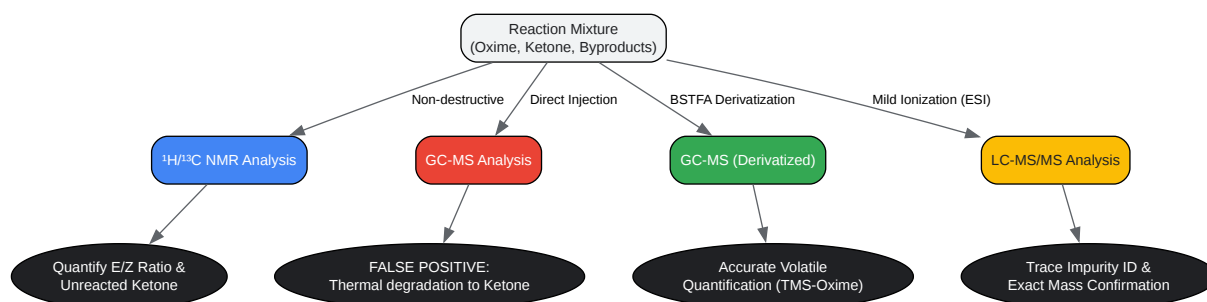 Reaction Mixture
(Oxime, Ketone, Byproducts)
Non-destructive
Direct Injection
BSTFA Derivatization
Mild Ionization (ESI)
¹H/¹³C NMR Analysis
GC-MS Analysis
GC-MS (Derivatized)
LC-MS/MS Analysis
Quantify E/Z Ratio &
Unreacted Ketone
FALSE POSITIVE:
Thermal degradation to Ketone
Accurate Volatile
Quantification (TMS-Oxime)
Trace Impurity ID &
Exact Mass Confirmation